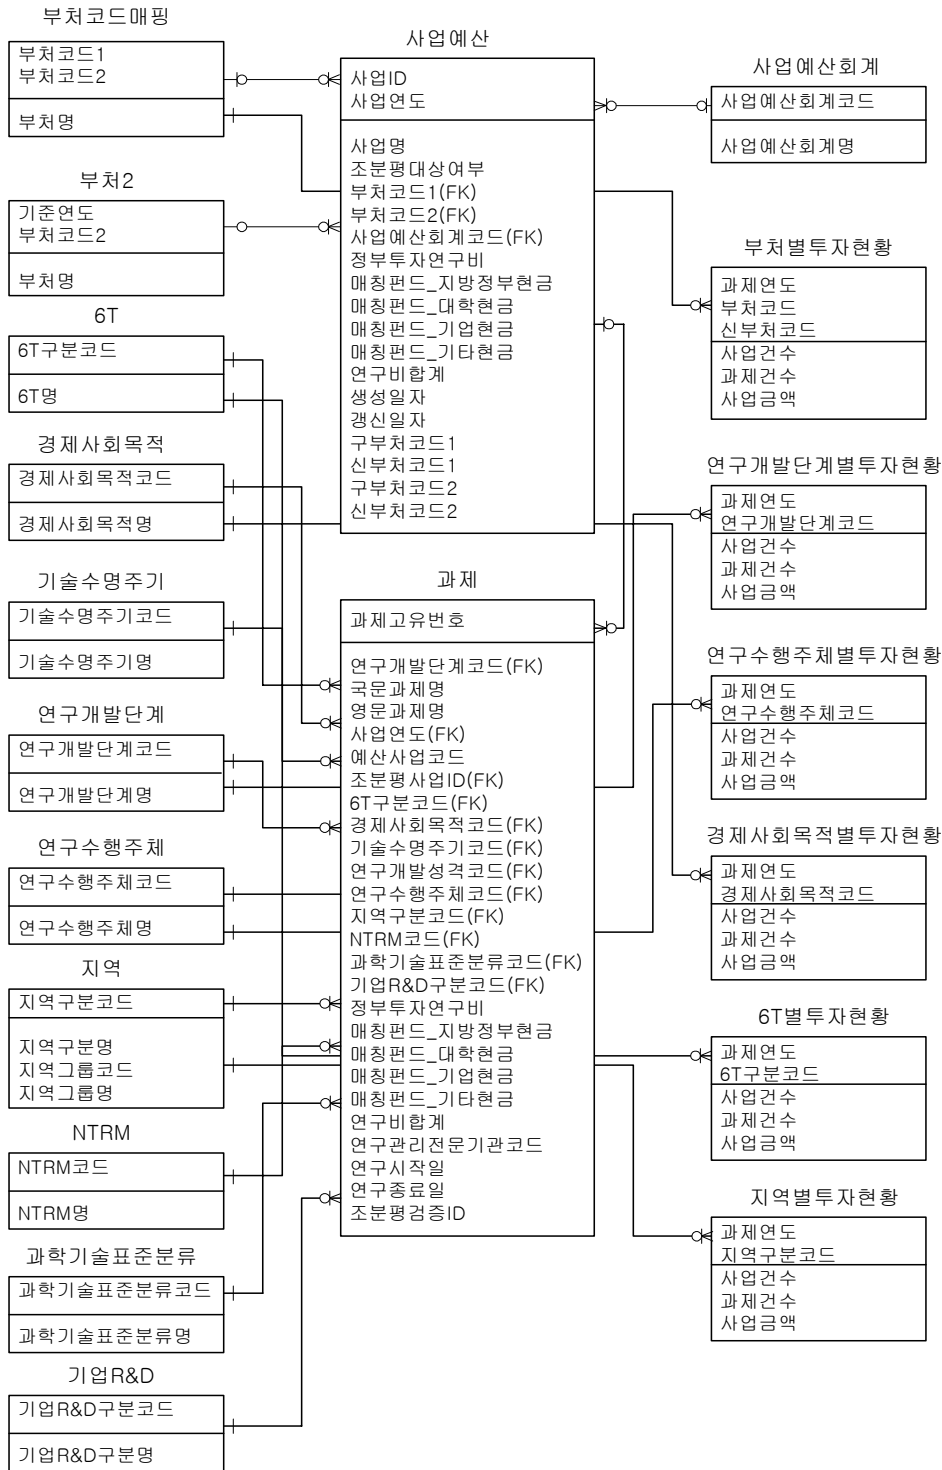 부처코드매핑
부처코드1
부처코드2
부처명
부처2
기준연도
부처코드2
부처명
6T
6T구분코드
6T명
경제사회목적
경제사회목적코드
경제사회목적명
기술수명주기
기술수명주기코드
기술수명주기명
연구개발단계
연구개발단계코드
연구개발단계명
연구수행주체
연구수행주체코드
연구수행주체명
지역
지역구분코드
지역구분명
지역그룹코드
지역그룹명
NTRM
NTRM코드
NTRM명
과학기술표준분류
과학기술표준분류코드
과학기술표준분류명
기업R&D
기업R&D구분코드
기업R&D구분명
사업예산
사업ID
사업연도
사업명
조분평대상여부
부처코드1(FK)
부처코드2(FK)
사업예산회계코드(FK)
정부투자연구비
매칭펀드_지방정부현금
매칭펀드_대학현금
매칭펀드_기업현금
매칭펀드_기타현금
연구비합계
생성일자
갱신일자
구부처코드1
신부처코드1
구부처코드2
신부처코드2
과제
과제고유번호
연구개발단계코드(FK)
국문과제명
영문과제명
사업연도(FK)
예산사업코드
조분평사업ID(FK)
6T구분코드(FK)
경제사회목적코드(FK)
기술수명주기코드(FK)
연구개발성격코드(FK)
연구수행주체코드(FK)
지역구분코드(FK)
NTRM코드(FK)
과학기술표준분류코드(FK)
기업R&D구분코드(FK)
정부투자연구비
매칭펀드_지방정부현금
매칭펀드_대학현금
매칭펀드_기업현금
매칭펀드_기타현금
연구비합계
연구관리전문기관코드
연구시작일
연구종료일
조분평검증ID
사업예산회계
사업예산회계코드
사업예산회계명
부처별투자현황
과제연도
부처코드
신부처코드
사업건수
과제건수
사업금액
연구개발단계별투자현황
과제연도
연구개발단계코드
사업건수
과제건수
사업금액
연구수행주체별투자현황
과제연도
연구수행주체코드
사업건수
과제건수
사업금액
경제사회목적별투자현황
과제연도
경제사회목적코드
사업건수
과제건수
사업금액
6T별투자현황
과제연도
6T구분코드
사업건수
과제건수
사업금액
지역별투자현황
과제연도
지역구분코드
사업건수
과제건수
사업금액